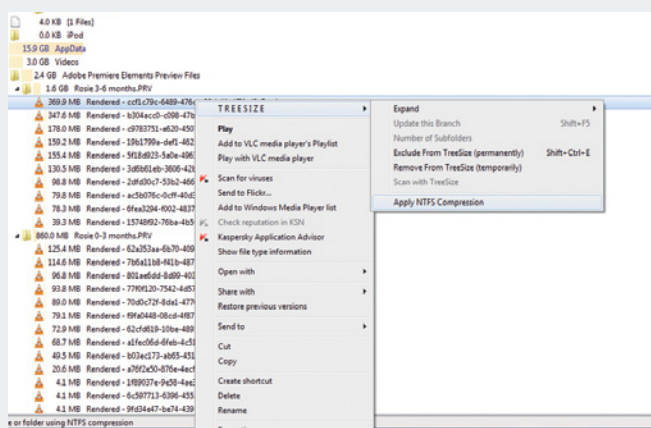 4.0 KB [1 Files]
0.0 KB iPod
15.9 GB AppData
3.0 GB Videos
2.4 GB Adobe Premiere Elements Preview Files
1.6 GB Rosie 3-6 months.PRV
369.9 MB Rendered - ccf1c79c-6489-476c
347.6 MB Rendered - b304acc0-c098-47b
178.0 MB Rendered - c9783751-e620-450
159.2 MB Rendered - 19b1799a-def1-462
155.4 MB Rendered - 5f18d923-5a0e-496
130.5 MB Rendered - 3d6b61eb-3606-42b
98.8 MB Rendered - 2dfd30c7-53b2-466
79.8 MB Rendered - ac5b076c-0cff-40d3
78.3 MB Rendered - 6fea3294-f002-4837
39.3 MB Rendered - 15748f92-76ba-4b5
860.0 MB Rosie 0-3 months.PRV
125.4 MB Rendered - 62a353aa-6b70-409
114.6 MB Rendered - 7b6a11b8-f41b-487
96.8 MB Rendered - 801ae6dd-8d99-403
93.8 MB Rendered - 77f0f120-7542-4d57
89.0 MB Rendered - 70d0c72f-8da1-477
79.1 MB Rendered - f9fa0448-08cd-4f87
72.9 MB Rendered - 62cfd619-10be-489
68.7 MB Rendered - a1fec06d-6feb-4c51
49.5 MB Rendered - b03ec173-ab65-451
20.6 MB Rendered - a76f2e50-876e-4ecf
4.1 MB Rendered - 1f89037e-9e58-4ae3
4.1 MB Rendered - 6c597713-6396-455
4.1 MB Rendered - 9fd34e47-be74-439
e or folder using NTFS compression
TREESIZE
Play
Add to VLC media player's Playlist
Play with VLC media player
Scan for viruses
Send to Flickr...
Add to Windows Media Player list
Check reputation in KSN
Kaspersky Application Advisor
Show file type information
Open with
Share with
Restore previous versions
Send to
Cut
Copy
Create shortcut
Delete
Rename
Expand
Update this Branch Shift+F5
Number of Subfolders
Exclude From TreeSize (permanently) Shift+Ctrl+E
Remove From TreeSize (temporarily)
Scan with TreeSize
Apply NTFS Compression